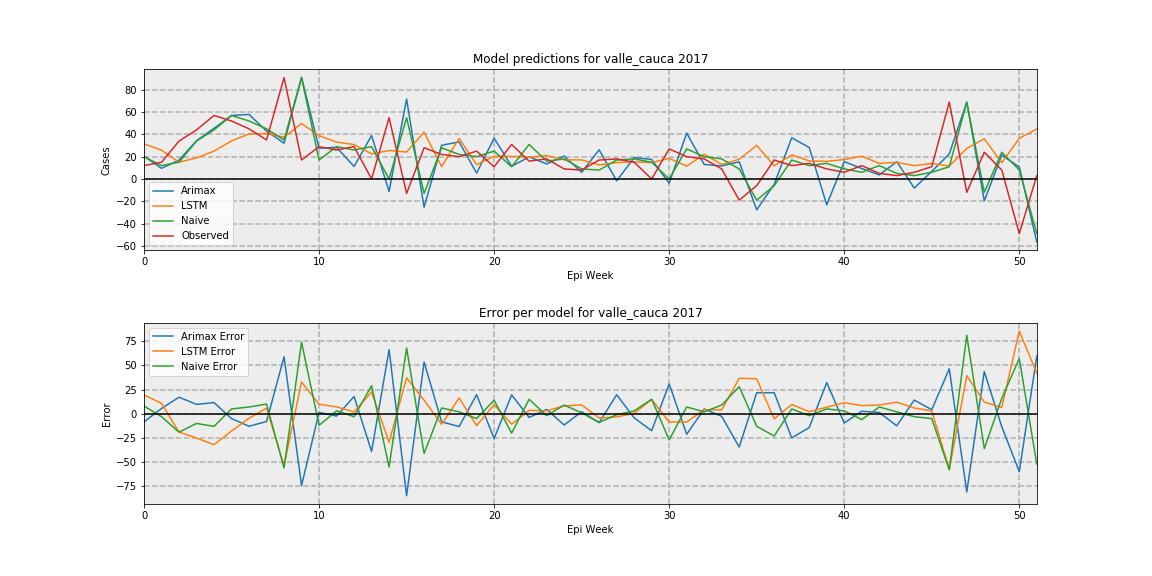 Model predictions for valle_cauca 2017
Cases
80
60
40
20
0
−20
−40
−60
Arimax
LSTM
Naive
Observed
0 10 20 30 40 50
Epi Week
Error per model for valle_cauca 2017
Error
75
50
25
0
−25
−50
−75
Arimax Error
LSTM Error
Naive Error
0 10 20 30 40 50
Epi Week